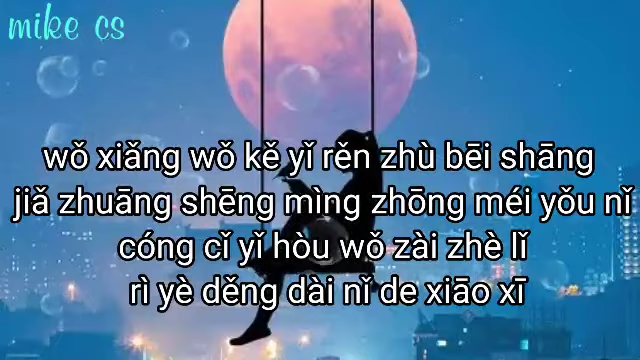 mike cs
wǒ xiǎng wǒ kě yǐ rěn zhù bēi shāng
jiǎ zhuāng shēng mìng zhōng méi yǒu nǐ
cóng cǐ yǐ hòu wǒ zài zhè lǐ
rì yè děng dài nǐ de xiāo xī